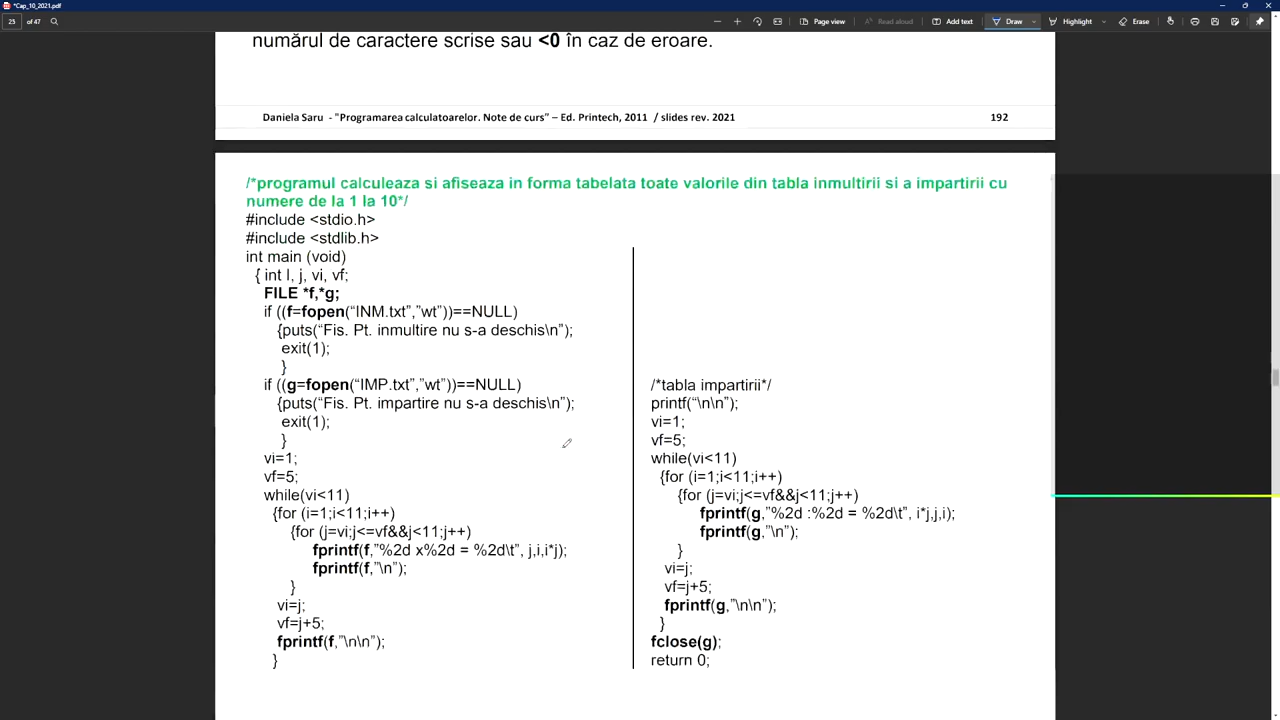 *Cap_10_2021.pdf
25 of 47
Page view
Read aloud
Add text
Draw
Highlight
Erase
numărul de caractere scrise sau <0 în caz de eroare.
Daniela Saru - "Programarea calculatoarelor. Note de curs" – Ed. Printech, 2011 / slides rev. 2021 192
/*programul calculeaza si afiseaza in forma tabelata toate valorile din tabla inmultirii si a impartirii cu
numere de la 1 la 10*/
#include <stdio.h>
#include <stdlib.h>
int main (void)
{ int I, j, vi, vf;
FILE *f,*g;
if ((f=fopen(“INM.txt”,”wt”))==NULL)
{puts(“Fis. Pt. inmultire nu s-a deschis\n”);
exit(1);
}
if ((g=fopen(“IMP.txt”,”wt”))==NULL)
{puts(“Fis. Pt. impartire nu s-a deschis\n”);
exit(1);
}
vi=1;
vf=5;
while(vi<11)
{for (i=1;i<11;i++)
{for (j=vi;j<=vf&&j<11;j++)
fprintf(f,”%2d x%2d = %2d\t”, j,i,i*j);
fprintf(f,”\n”);
}
vi=j;
vf=j+5;
fprintf(f,”\n\n”);
}
/*tabla impartirii*/
printf(“\n\n”);
vi=1;
vf=5;
while(vi<11)
{for (i=1;i<11;i++)
{for (j=vi;j<=vf&&j<11;j++)
fprintf(g,”%2d :%2d = %2d\t”, i*j,j,i);
fprintf(g,”\n”);
}
vi=j;
vf=j+5;
fprintf(g,”\n\n”);
}
fclose(g);
return 0;